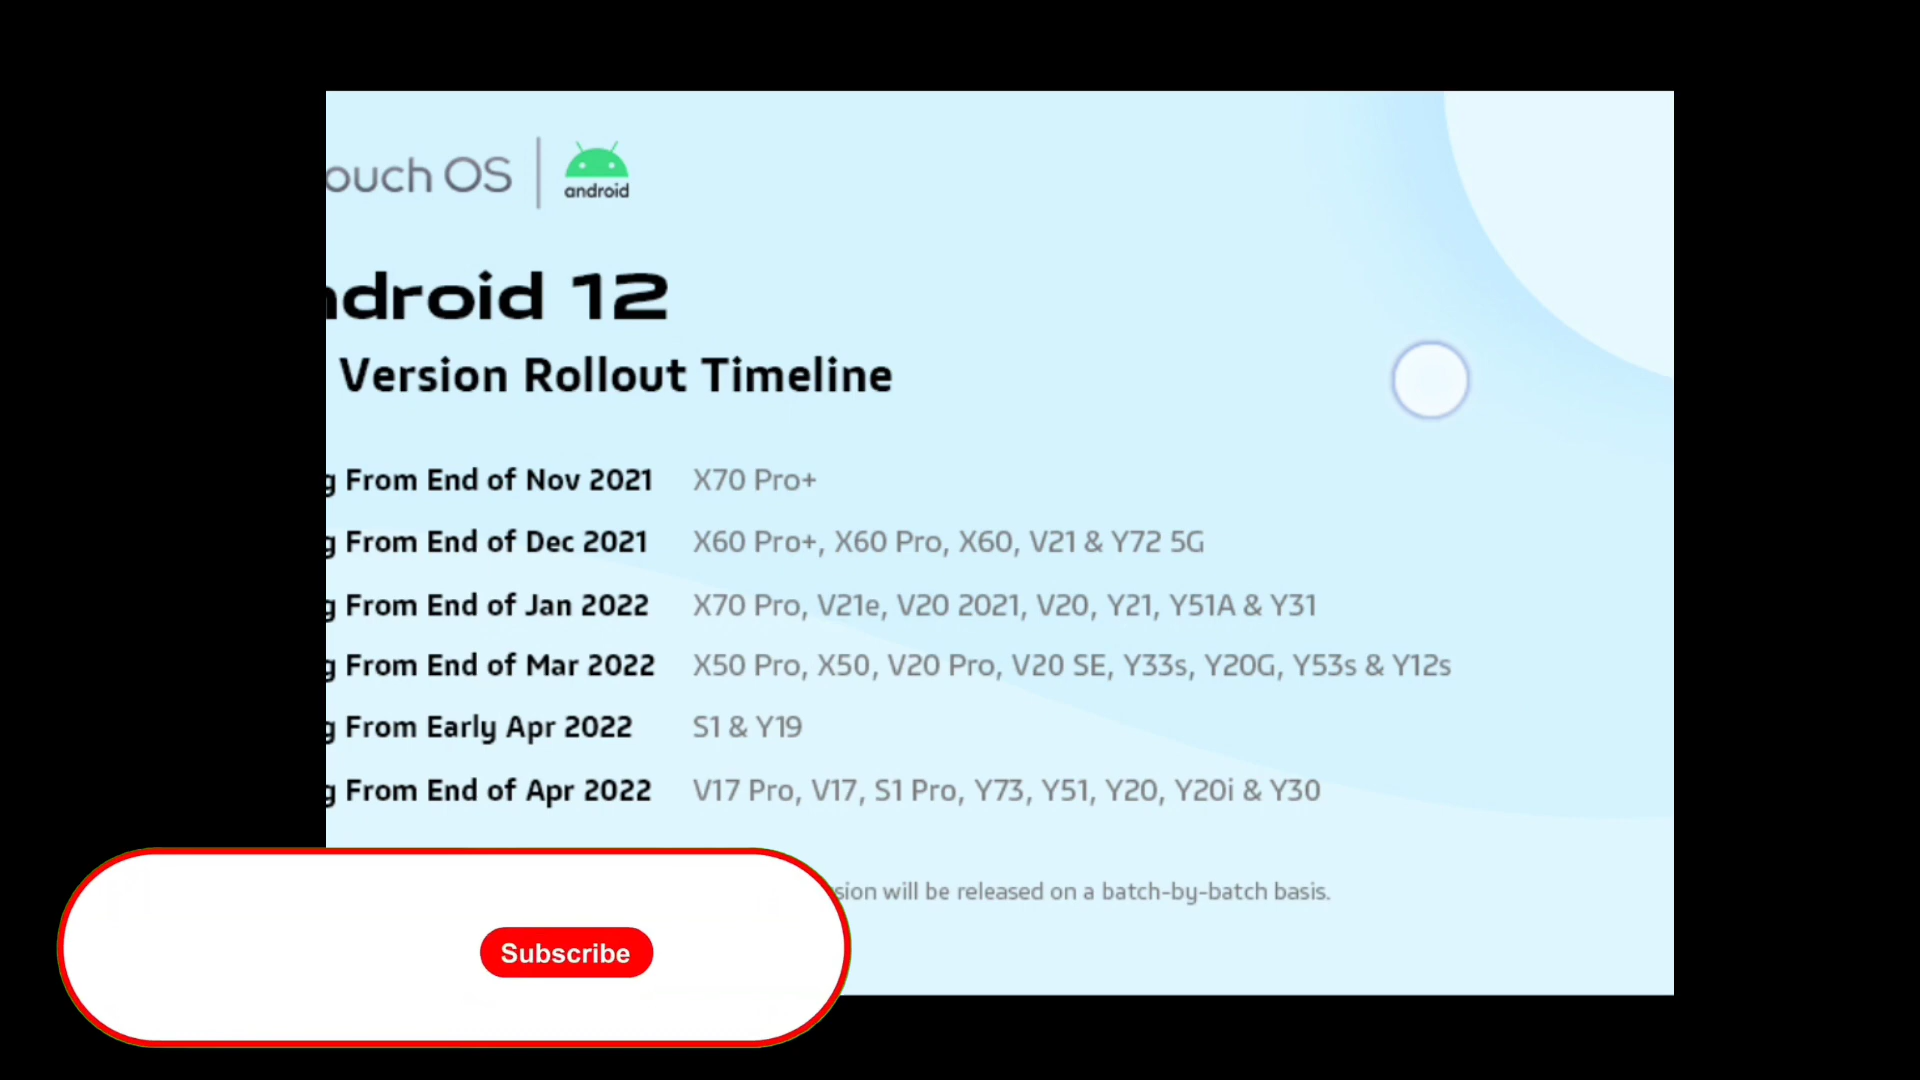 ouch OS
android
ndroid 12
Version Rollout Timeline
g From End of Nov 2021 X70 Pro+
g From End of Dec 2021 X60 Pro+, X60 Pro, X60, V21 & Y72 5G
g From End of Jan 2022 X70 Pro, V21e, V20 2021, V20, Y21, Y51A & Y31
g From End of Mar 2022 X50 Pro, X50, V20 Pro, V20 SE, Y33s, Y20G, Y53s & Y12s
g From Early Apr 2022 S1 & Y19
g From End of Apr 2022 V17 Pro, V17, S1 Pro, Y73, Y51, Y20, Y20i & Y30
sion will be released on a batch-by-batch basis.
Subscribe